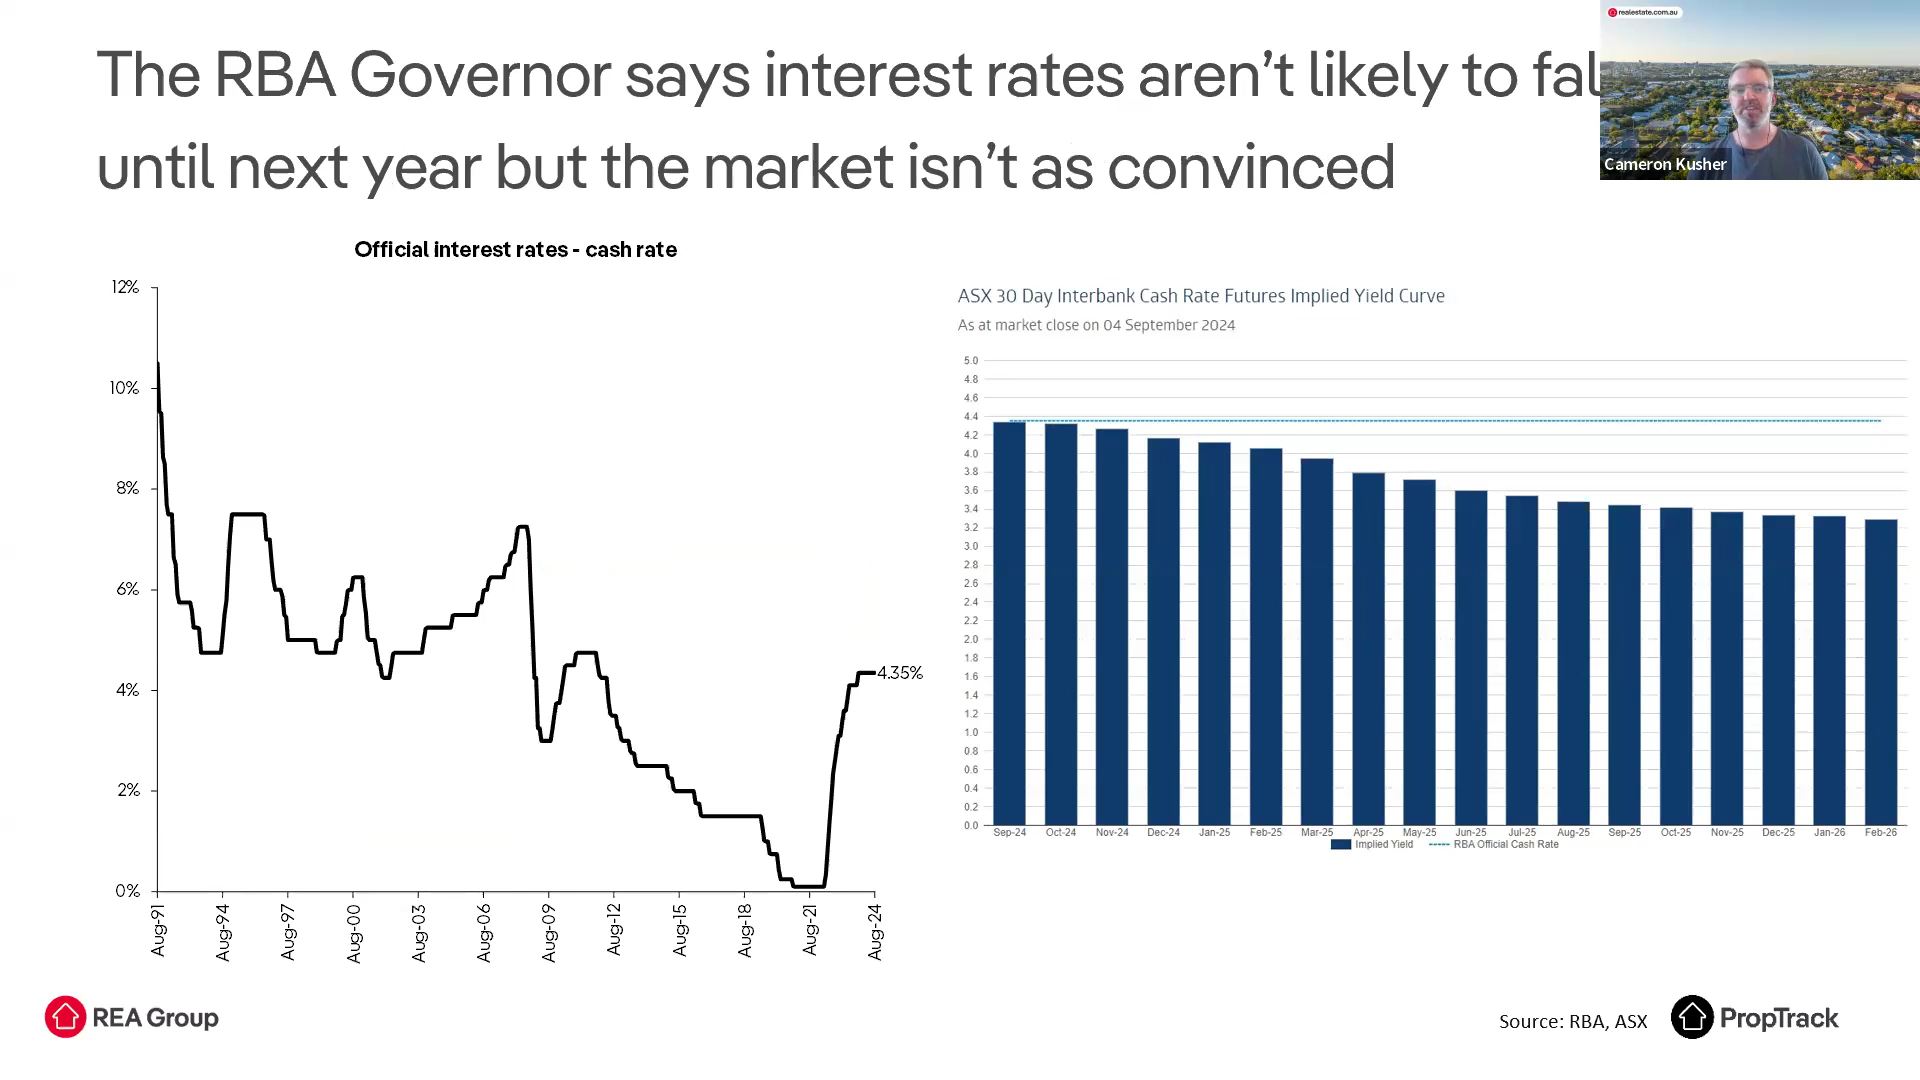 The RBA Governor says interest rates aren’t likely to fal
until next year but the market isn’t as convinced
realestate.com.au
Cameron Kusher
Official interest rates - cash rate
12%
10%
8%
6%
4%
2%
0%
4.35%
Aug-91
Aug-94
Aug-97
Aug-00
Aug-03
Aug-06
Aug-09
Aug-12
Aug-15
Aug-18
Aug-21
Aug-24
ASX 30 Day Interbank Cash Rate Futures Implied Yield Curve
As at market close on 04 September 2024
5.0
4.8
4.6
4.4
4.2
4.0
3.8
3.6
3.4
3.2
3.0
2.8
2.6
2.4
2.2
2.0
1.8
1.6
1.4
1.2
1.0
0.8
0.6
0.4
0.2
0.0
Sep-24 Oct-24 Nov-24 Dec-24 Jan-25 Feb-25 Mar-25 Apr-25 May-25 Jun-25 Jul-25 Aug-25 Sep-25 Oct-25 Nov-25 Dec-25 Jan-26 Feb-26
Implied Yield RBA Official Cash Rate
REA Group
Source: RBA, ASX
PropTrack